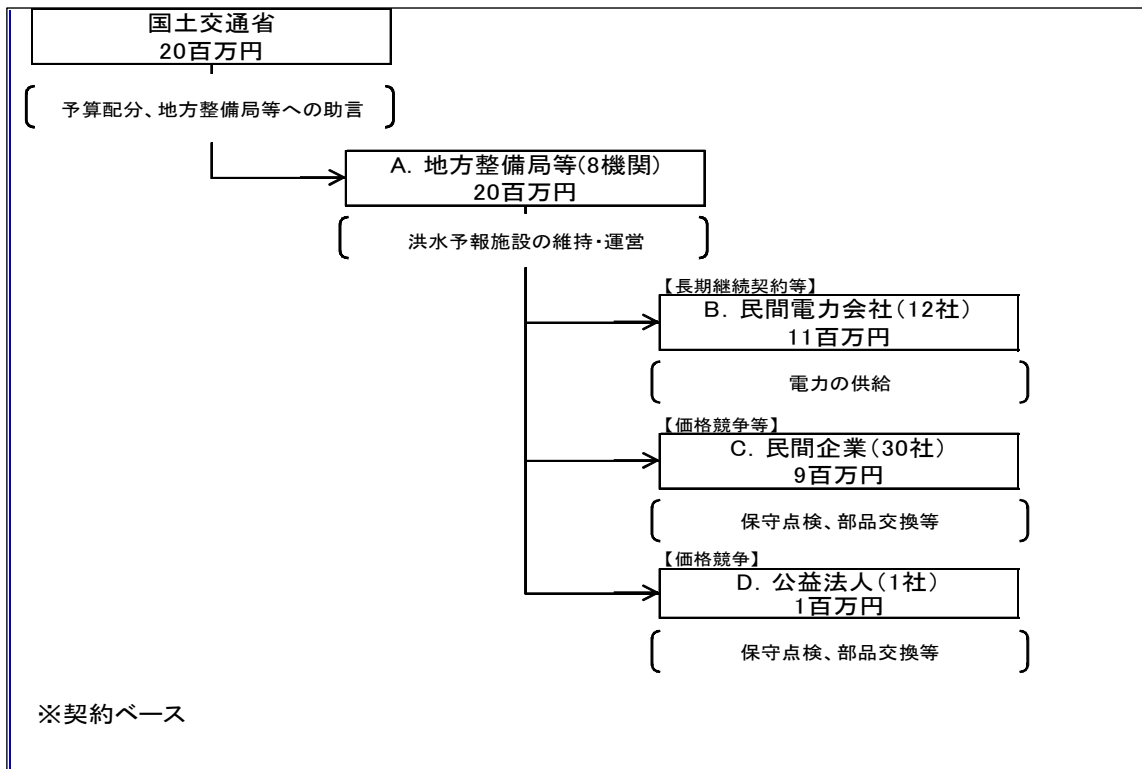 国土交通省
20百万円
予算配分、地方整備局等への助言
A. 地方整備局等(8機関)
20百万円
洪水予報施設の維持・運営
【長期継続契約等】
B. 民間電力会社(12社)
11百万円
電力の供給
【価格競争等】
C. 民間企業(30社)
9百万円
保守点検、部品交換等
【価格競争】
D. 公益法人(1社)
1百万円
保守点検、部品交換等
※契約ベース